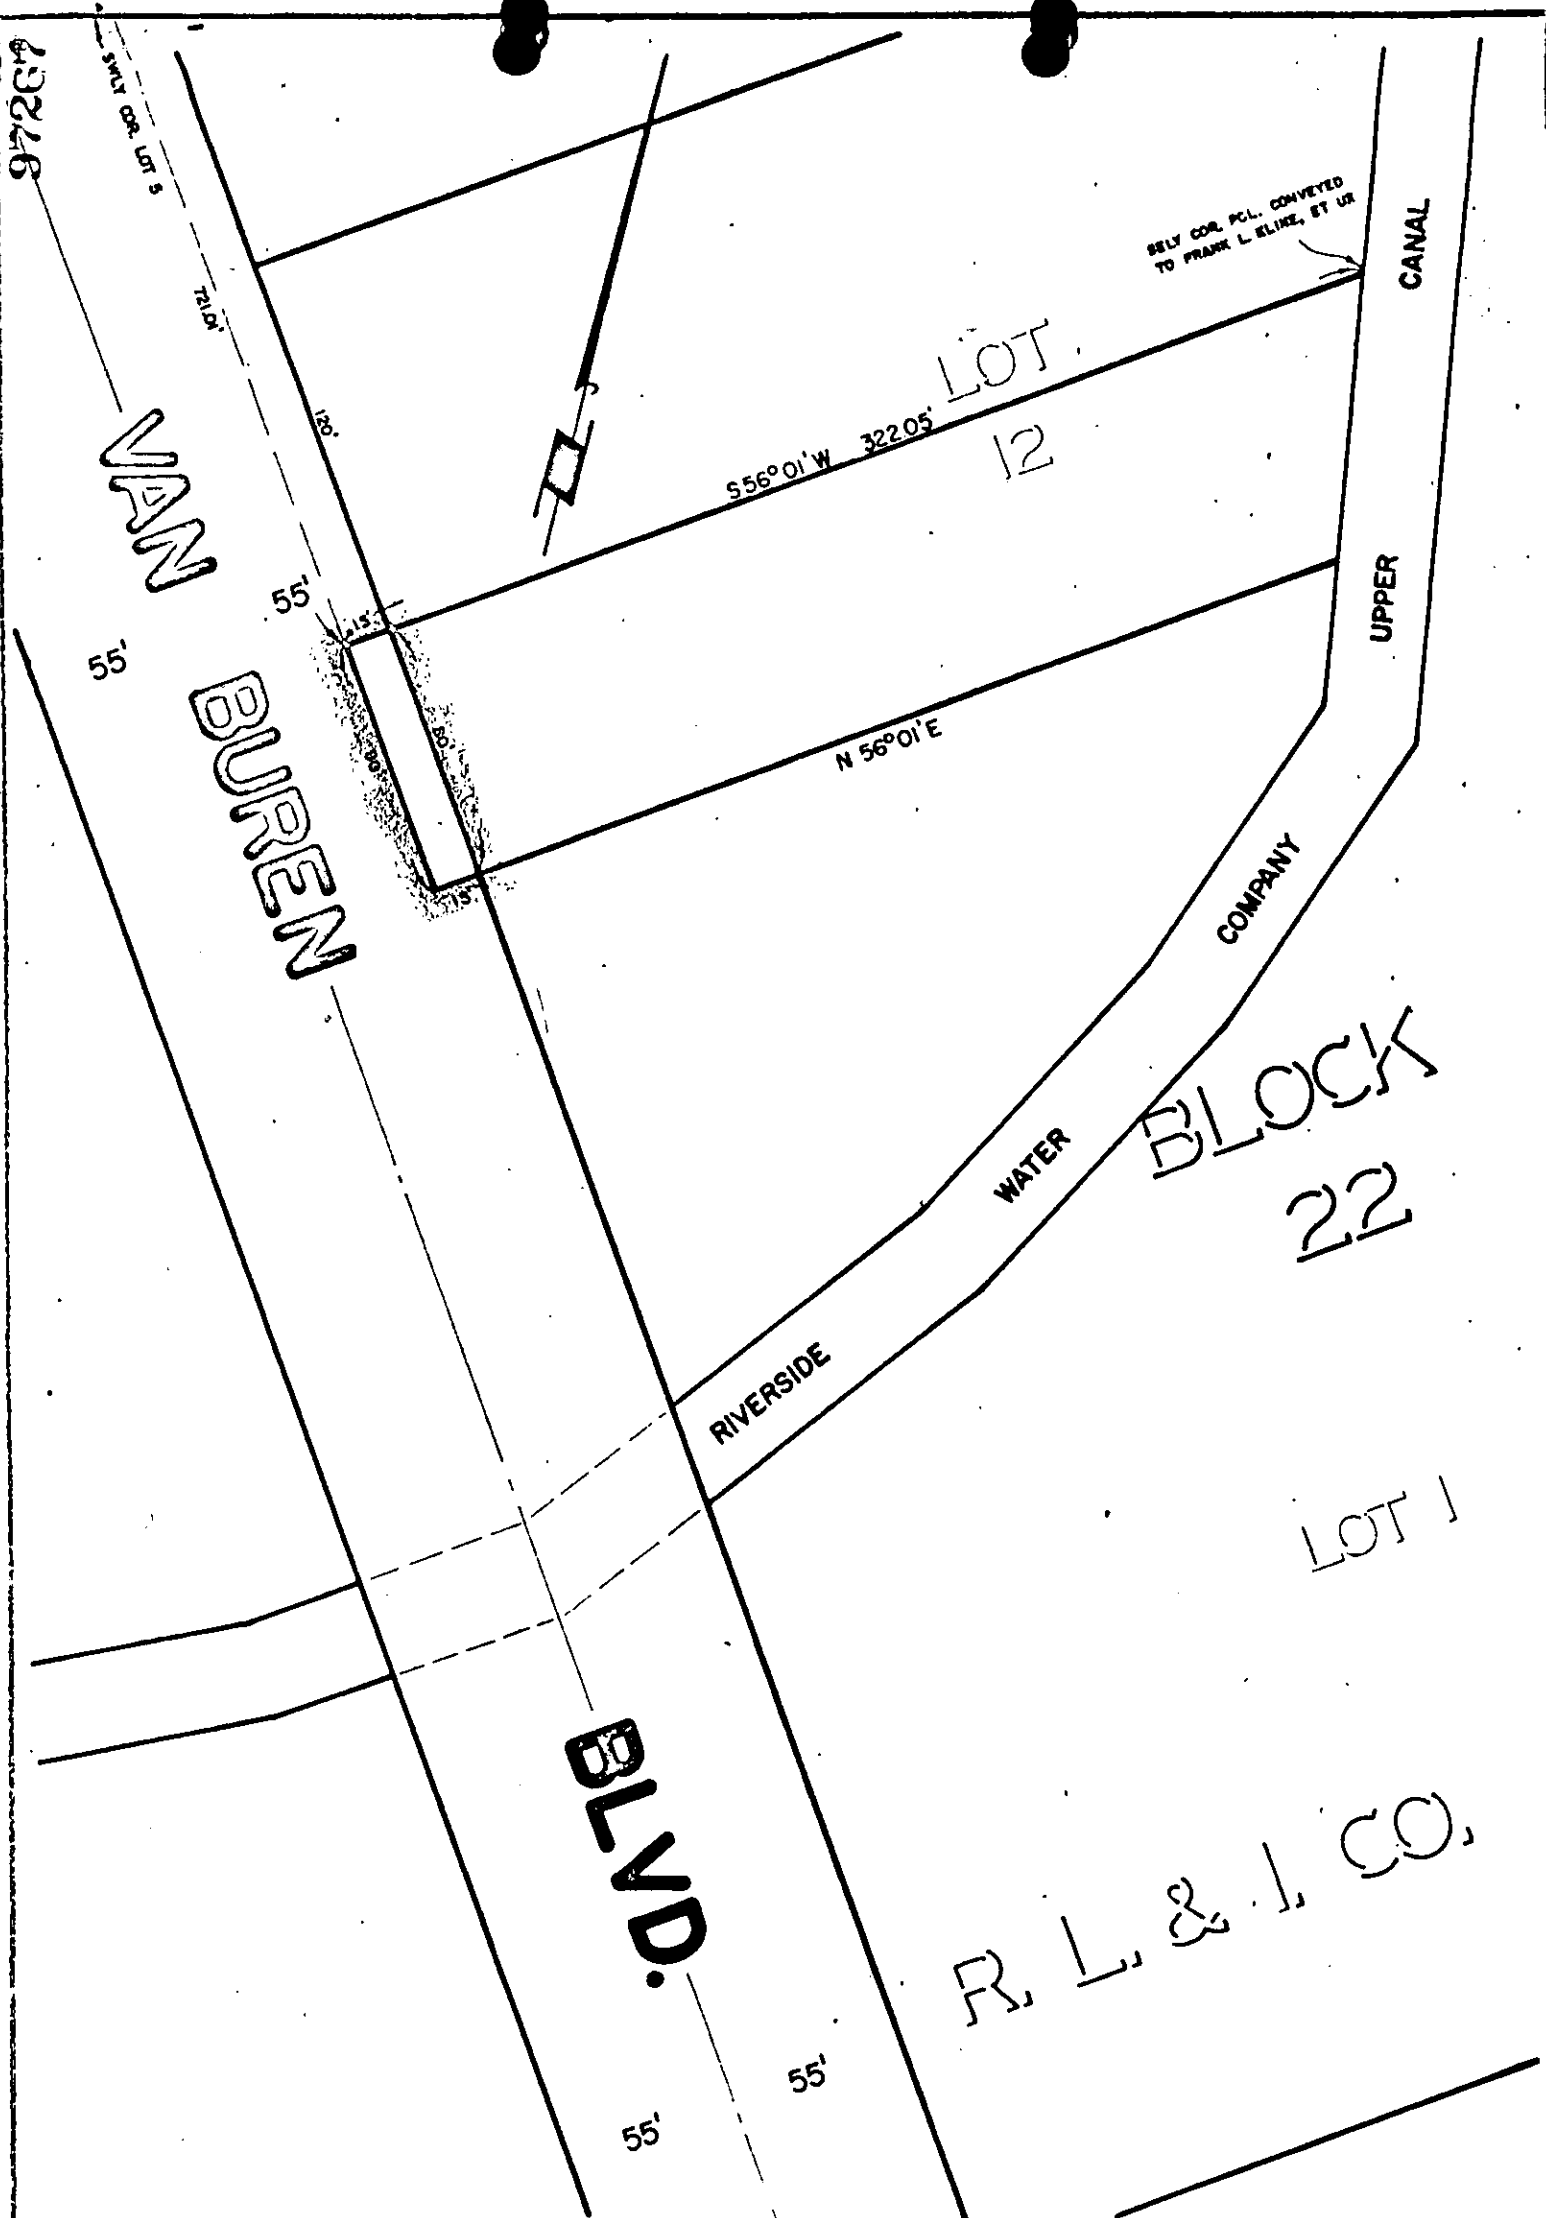 97267
SWLY COR. LOT 5
721.01'
120'
SELY COR. PCL. CONVEYED
TO FRANK L. KLINE, ET UX
CANAL
LOT
12
S 56° 01' W 322.05'
UPPER
VAN
55'
55'
15'
80'
80'
15'
BUREN
N 56° 01' E
COMPANY
BLOCK
22
WATER
RIVERSIDE
LOT 1
BLVD.
R. L. & I. CO.
55'
55'